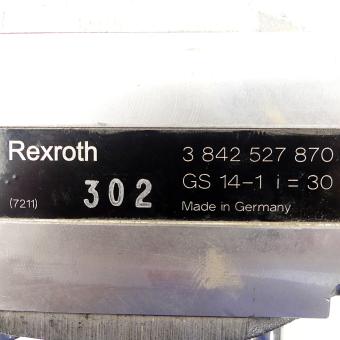 Rexroth 3 842 527 870
302 GS 14-1 i = 30
(7211) Made in Germany